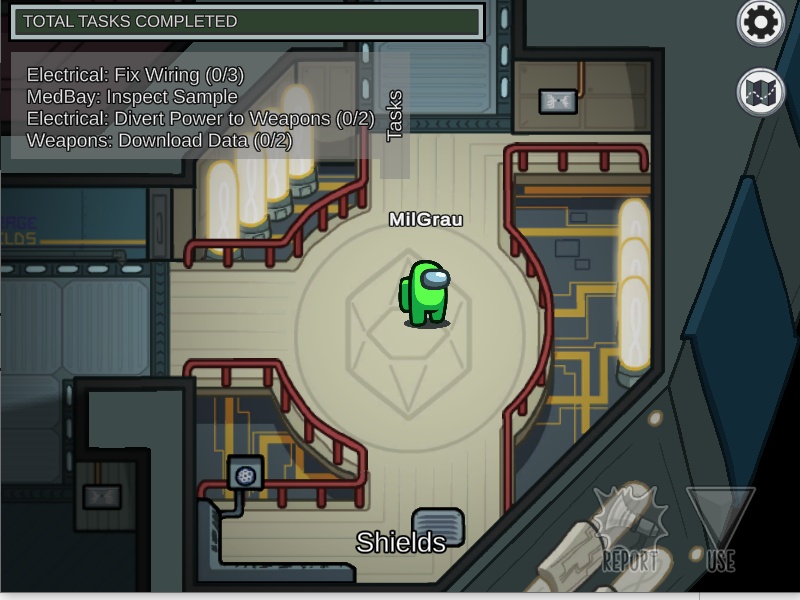 TOTAL TASKS COMPLETED
Electrical: Fix Wiring (0/3)
MedBay: Inspect Sample
Electrical: Divert Power to Weapons (0/2)
Weapons: Download Data (0/2)
Tasks
MilGrau
Shields
REPORT
USE